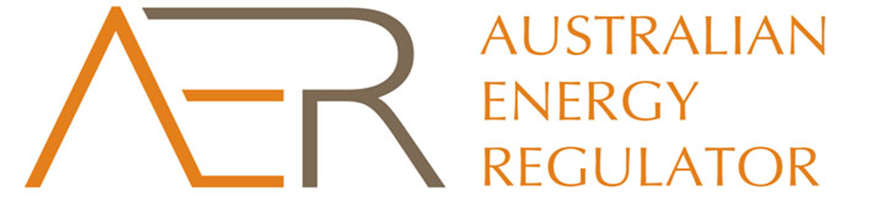 AER
AUSTRALIAN
ENERGY
REGULATOR